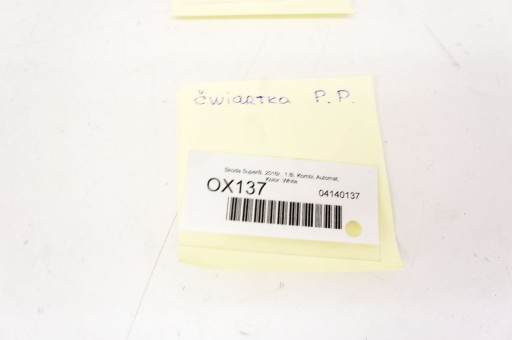 ćwiartka P.P.
Skoda SuperB, 2016r, 1.8i, Kombi, Automat,
Kolor: White
OX137
04140137